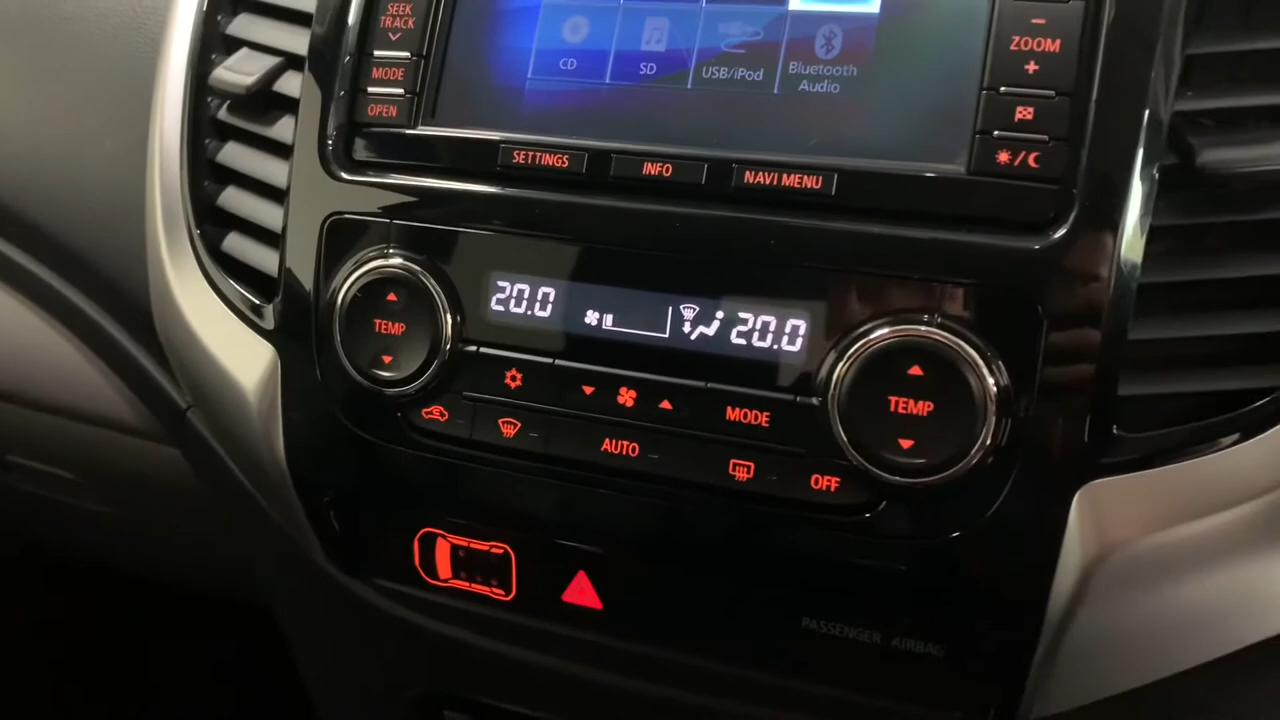 SEEK
TRACK
MODE
OPEN
CD
SD
USB/iPod
Bluetooth
Audio
ZOOM
SETTINGS
INFO
NAVI MENU
TEMP
20.0
20.0
TEMP
MODE
AUTO
OFF
PASSENGER AIRBAG